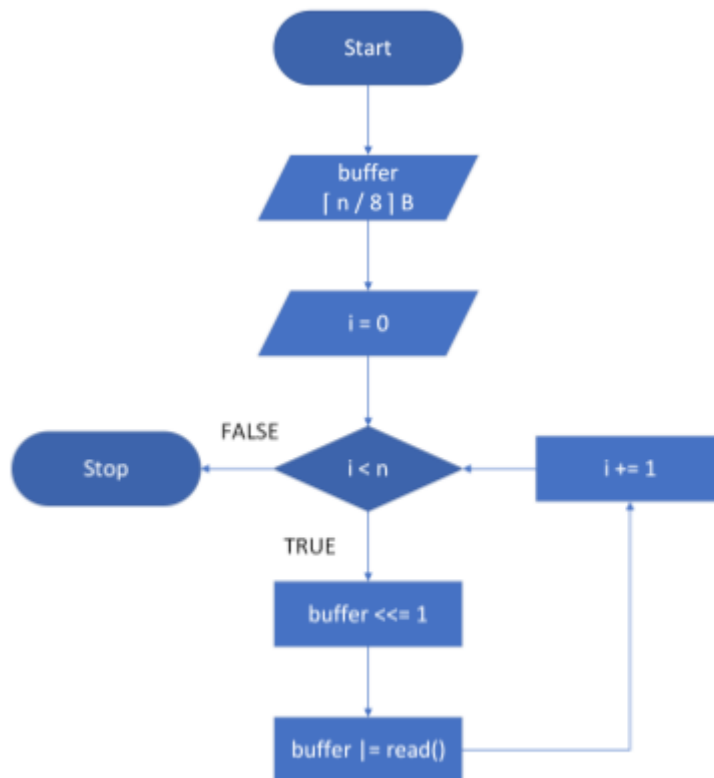 Start
buffer
⌈ n / 8 ⌉ B
i = 0
FALSE
Stop
i < n
i += 1
TRUE
buffer <<= 1
buffer |= read()